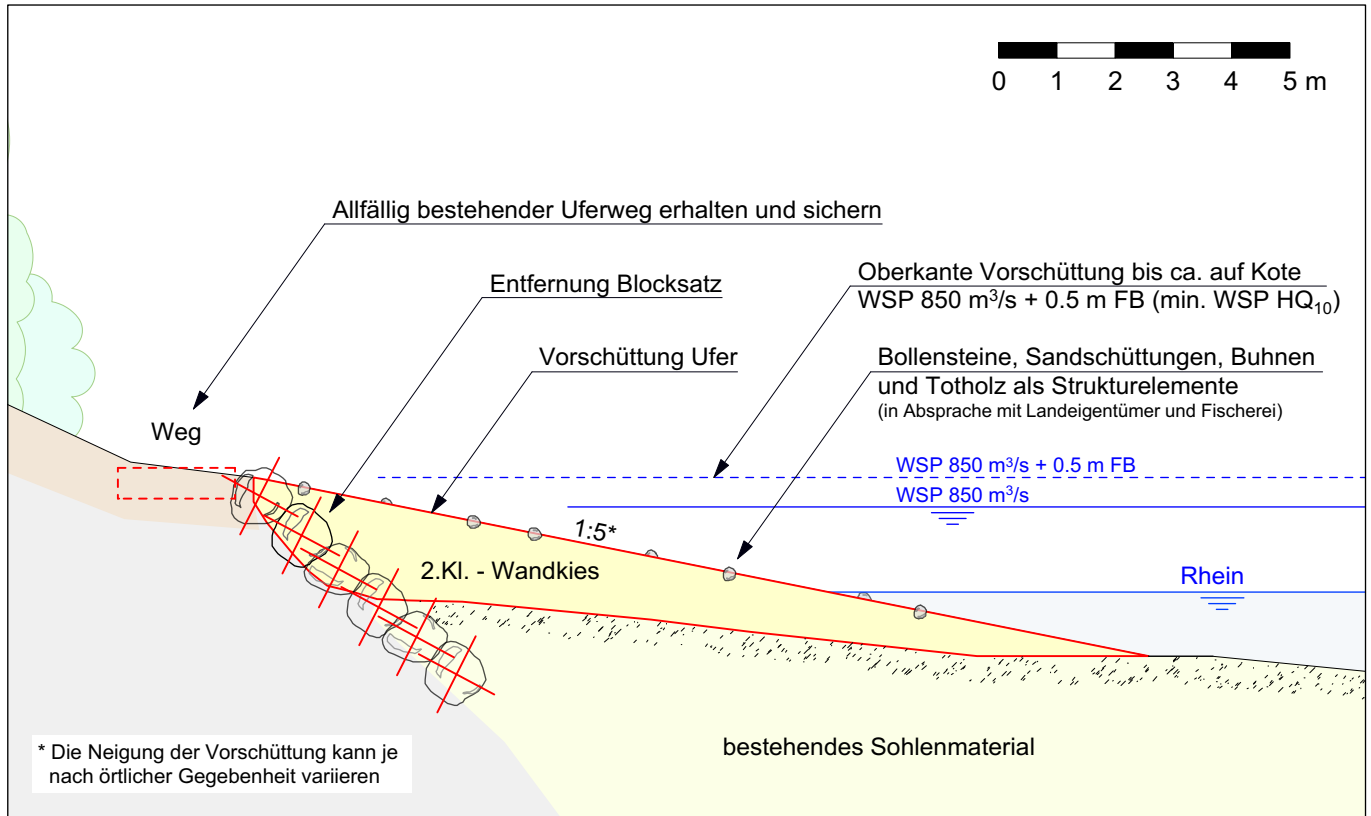 0 1 2 3 4 5 m
Allfällig bestehender Uferweg erhalten und sichern
Entfernung Blocksatz
Oberkante Vorschüttung bis ca. auf Kote
WSP 850 m³/s + 0.5 m FB (min. WSP HQ₁₀)
Vorschüttung Ufer
Bollensteine, Sandschüttungen, Buhnen
und Totholz als Strukturelemente
(in Absprache mit Landeigentümer und Fischerei)
Weg
WSP 850 m³/s + 0.5 m FB
WSP 850 m³/s
1:5*
2.Kl. - Wandkies
Rhein
bestehendes Sohlenmaterial
* Die Neigung der Vorschüttung kann je
nach örtlicher Gegebenheit variieren